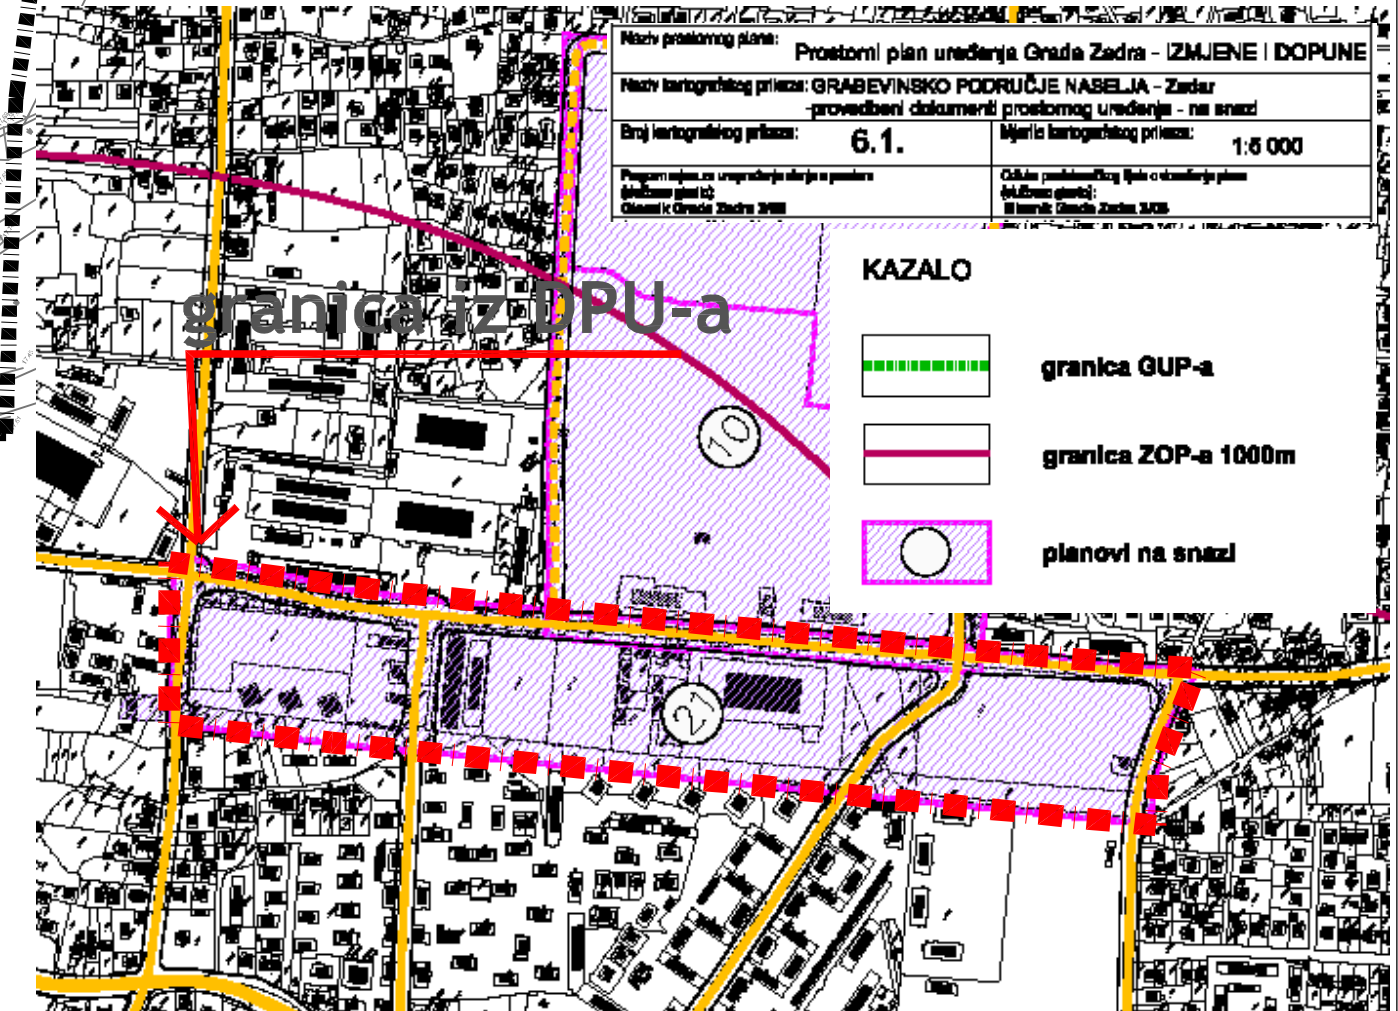 Naziv prostornog plana:
Prostorni plan uređenja Grada Zadra - IZMJENE I DOPUNE
Naziv kartografskog prikaza: GRAĐEVINSKO PODRUČJE NASELJA - Zadar
-provedbeni dokumenti prostornog uređenja - na snazi
Broj kartografskog prikaza: 6.1.
Mjerilo kartografskog prikaza: 1:5 000
KAZALO
granica iz DPU-a
granica GUP-a
10
granica ZOP-a 1000m
planovi na snazi
21